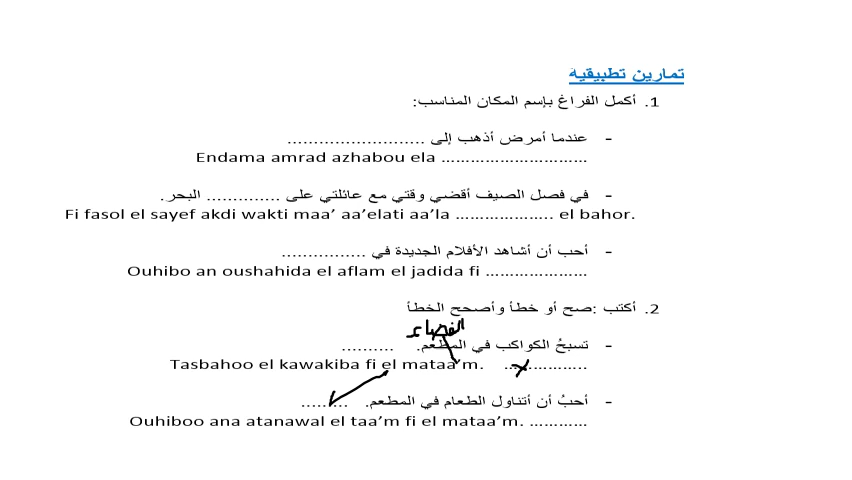 تمارين تطبيقية
1. أكمل الفراغ بإسم المكان المناسب:
- عندما أمرض أذهب إلى ..........................
Endama amrad azhabou ela ………………………….
- في فصل الصيف أقضي وقتي مع عائلتي على .............. البحر.
Fi fasol el sayef akdi wakti maa’ aa’elati aa’la ………………… el bahor.
- أحب أن أشاهد الأفلام الجديدة في ................
Ouhibo an oushahida el aflam el jadida fi ………………….
2. أكتب :صح أو خطأ وأصحح الخطأ
الفضاء
- تسبحُ الكواكب في المطعم. ..........
Tasbahoo el kawakiba fi el mataa’m. …………….
- أحبُ أن أتناول الطعام في المطعم. .........
Ouhiboo ana atanawal el taa’m fi el mataa’m. …………